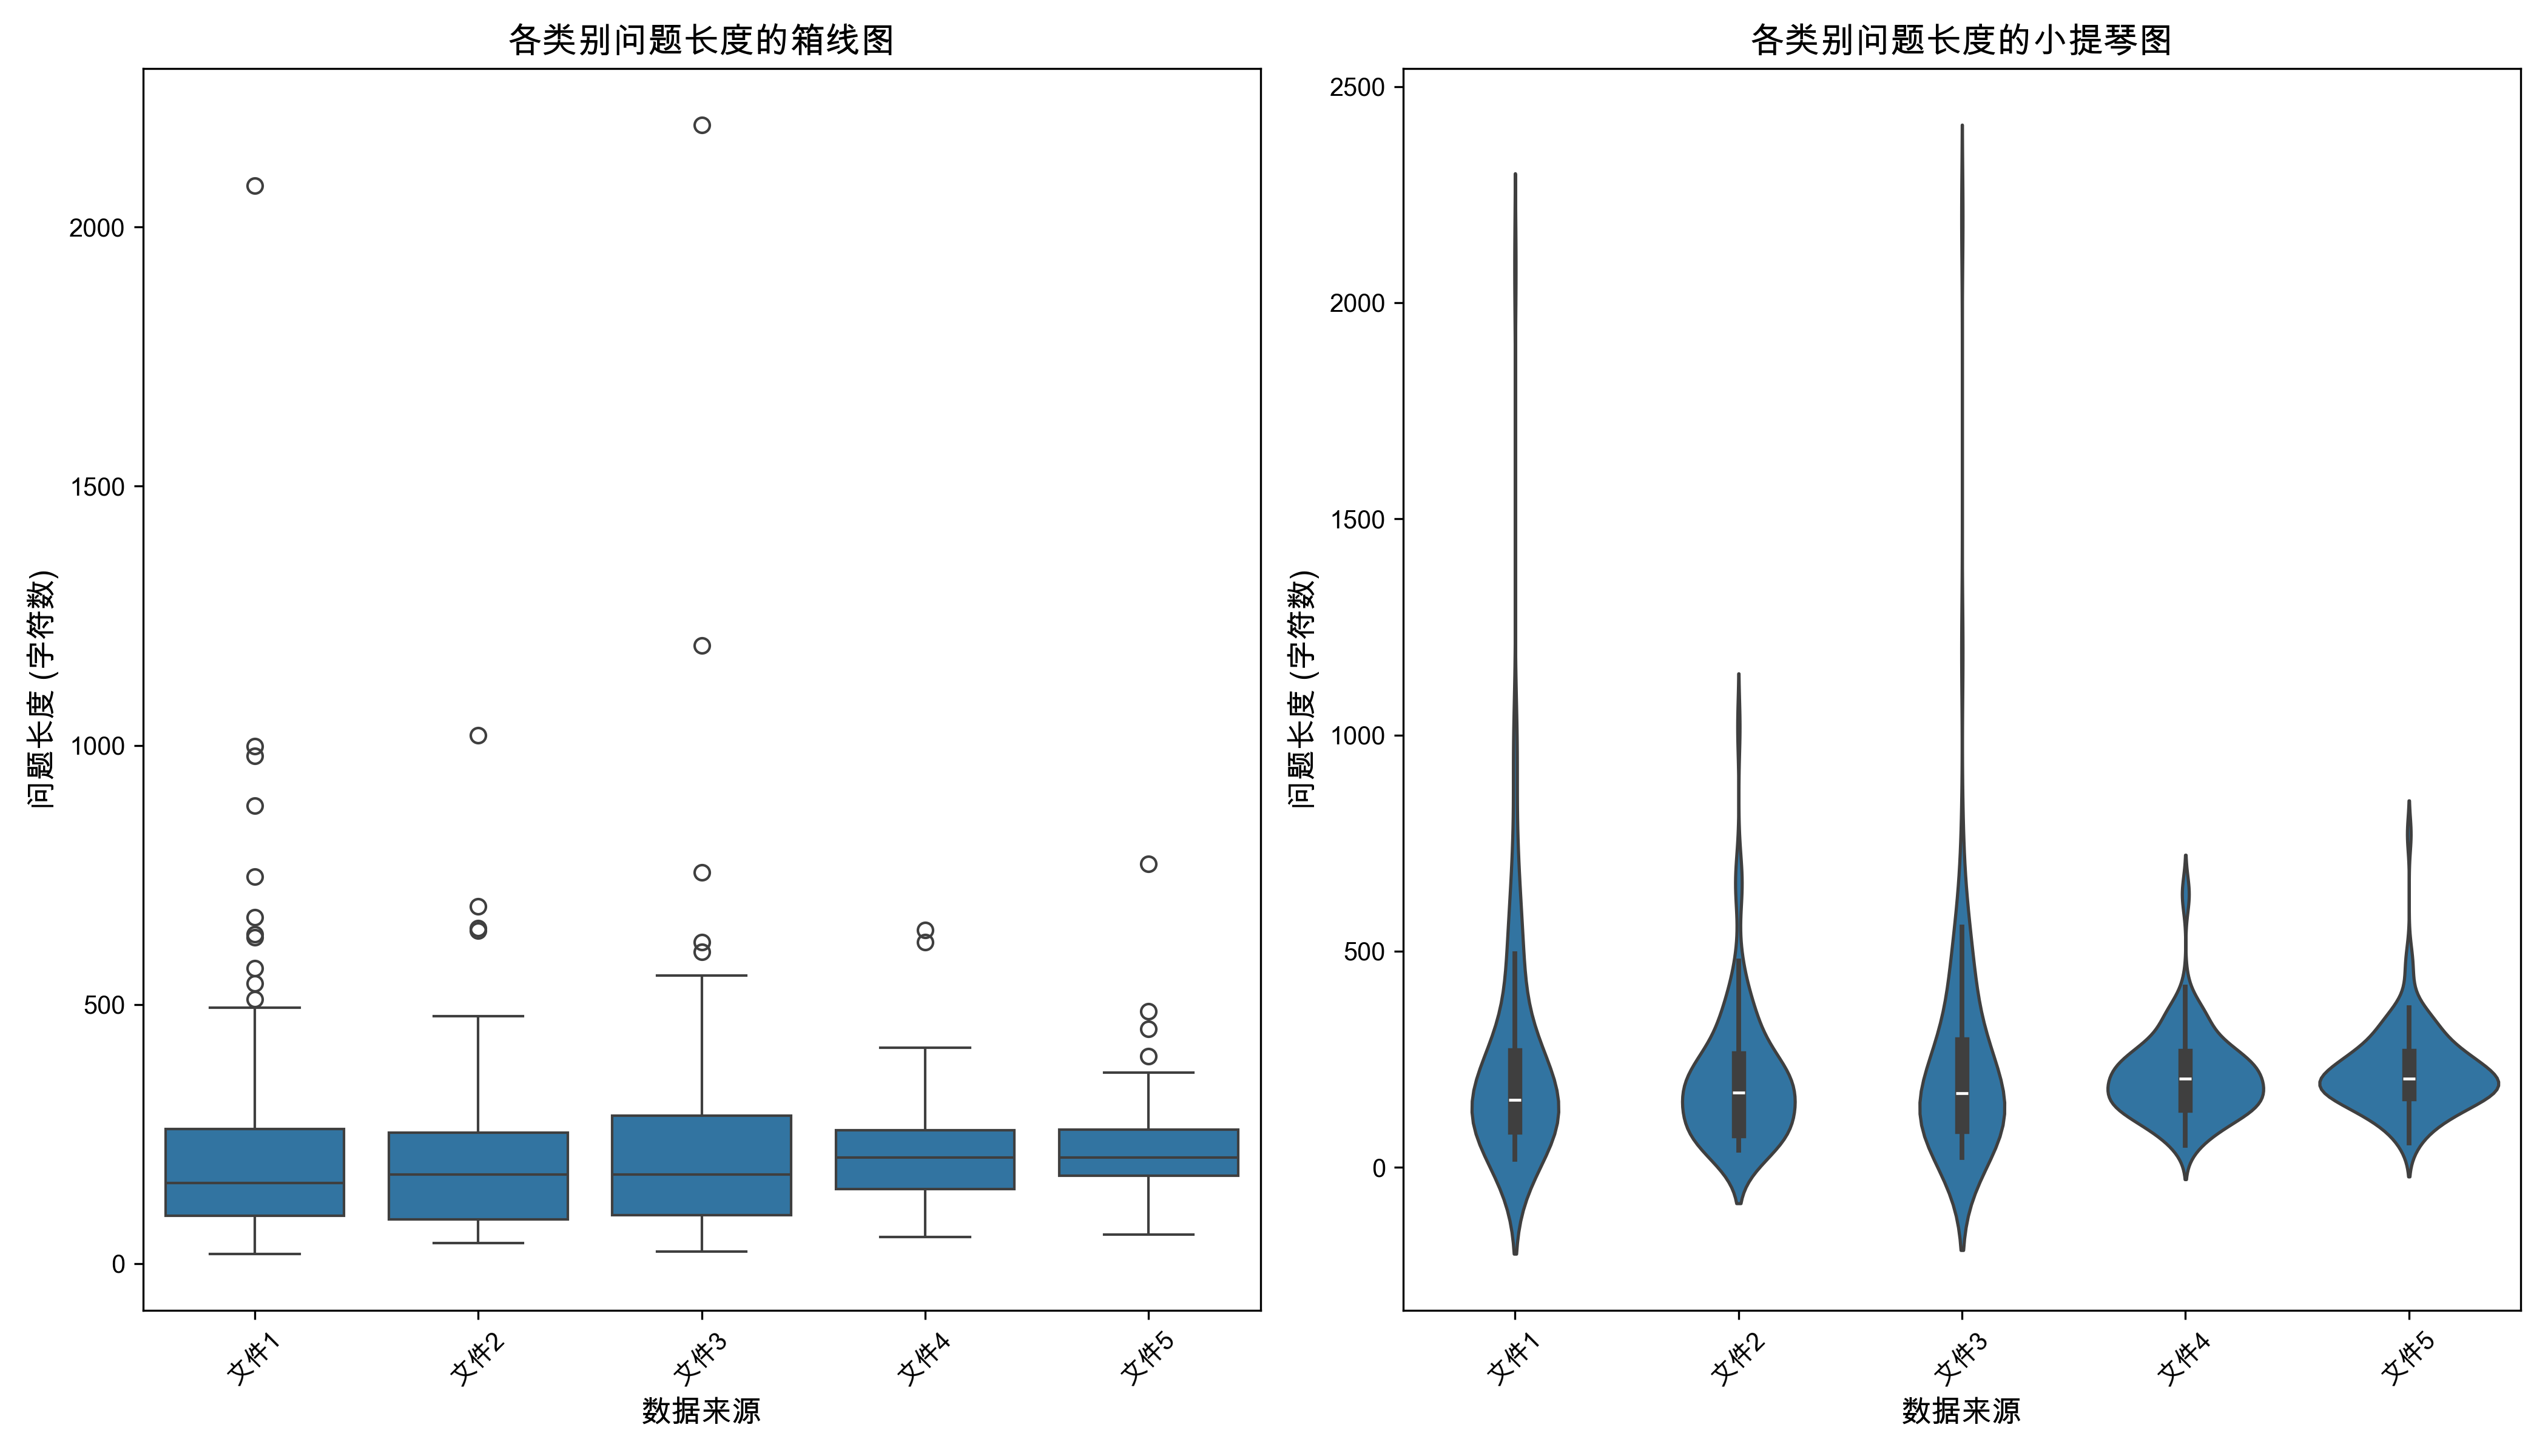 各类别问题长度的箱线图
问题长度 (字符数)
2000
1500
1000
500
0
文件1
文件2
文件3
文件4
文件5
数据来源
各类别问题长度的小提琴图
问题长度 (字符数)
2500
2000
1500
1000
500
0
文件1
文件2
文件3
文件4
文件5
数据来源